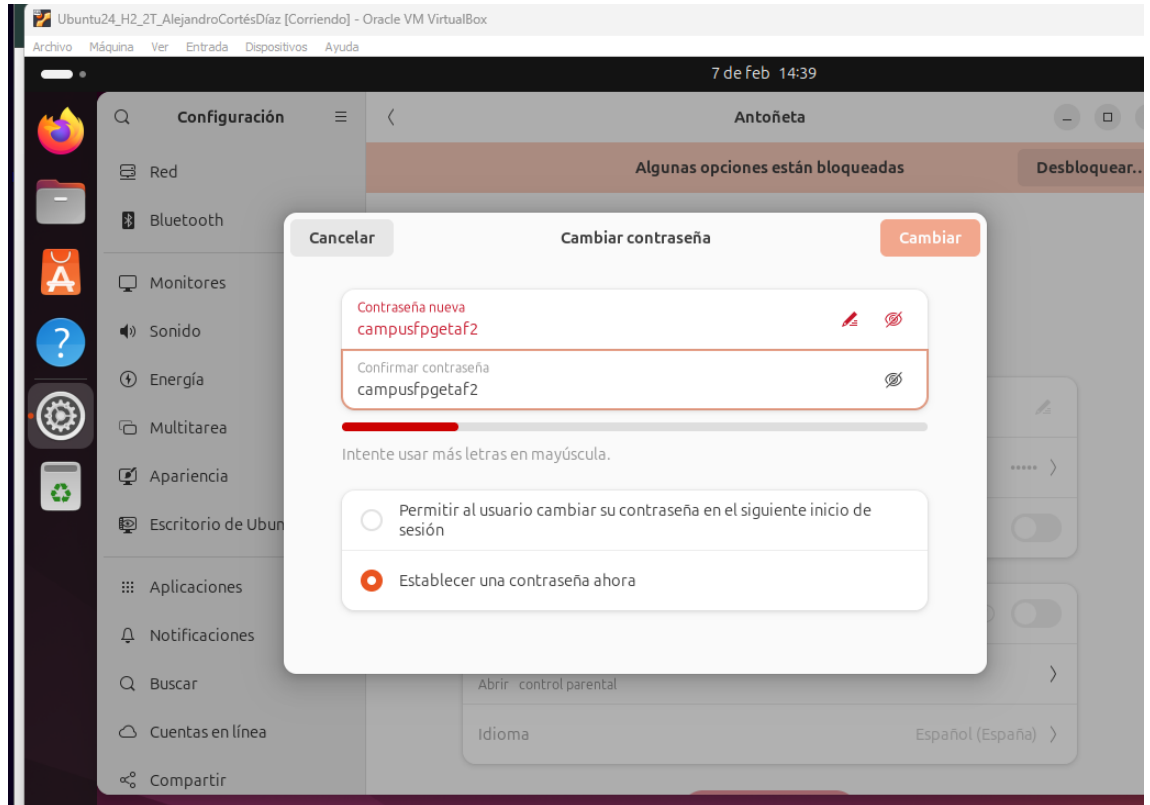 Ubuntu24_H2_2T_AlejandroCortésDíaz [Corriendo] - Oracle VM VirtualBox
Archivo Máquina Ver Entrada Dispositivos Ayuda
7 de feb 14:39
Configuración
Antoñeta
Algunas opciones están bloqueadas
Desbloquear...
Red
Bluetooth
Monitores
Sonido
Energía
Multitarea
Apariencia
Escritorio de Ubun
Aplicaciones
Notificaciones
Buscar
Cuentas en línea
Compartir
Cancelar
Cambiar contraseña
Cambiar
Contraseña nueva
campusfpgetaf2
Confirmar contraseña
campusfpgetaf2
Intente usar más letras en mayúscula.
Permitir al usuario cambiar su contraseña en el siguiente inicio de
sesión
Establecer una contraseña ahora
Abrir control parental
Idioma
Español (España)